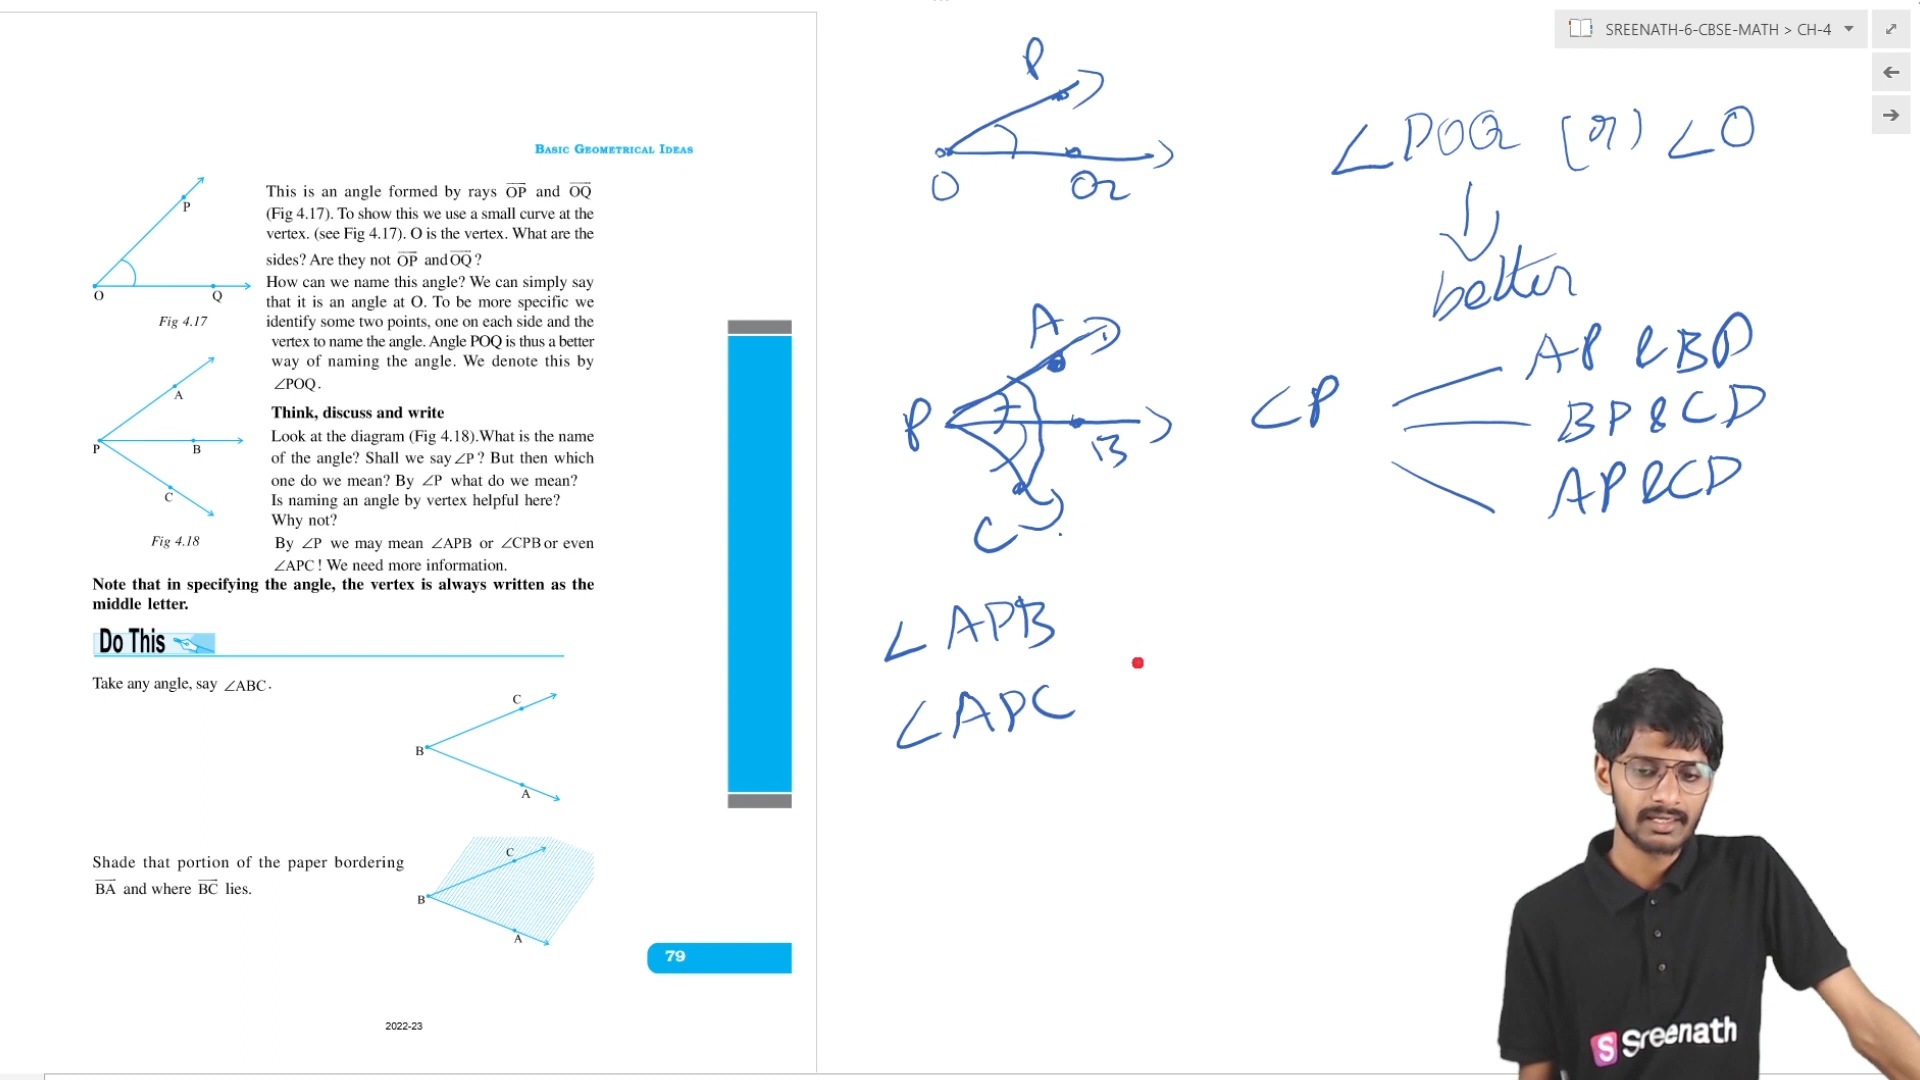 SREENATH-6-CBSE-MATH > CH-4
BASIC GEOMETRICAL IDEAS
This is an angle formed by rays OP and OQ
(Fig 4.17). To show this we use a small curve at the
vertex. (see Fig 4.17). O is the vertex. What are the
sides? Are they not OP and OQ ?
How can we name this angle? We can simply say
that it is an angle at O. To be more specific we
identify some two points, one on each side and the
vertex to name the angle. Angle POQ is thus a better
way of naming the angle. We denote this by
∠POQ.
P
O
Q
Fig 4.17
Think, discuss and write
Look at the diagram (Fig 4.18).What is the name
of the angle? Shall we say ∠P ? But then which
one do we mean? By ∠P what do we mean?
Is naming an angle by vertex helpful here?
Why not?
By ∠P we may mean ∠APB or ∠CPB or even
∠APC ! We need more information.
A
P
B
C
Fig 4.18
Note that in specifying the angle, the vertex is always written as the
middle letter.
Do This
Take any angle, say ∠ABC.
C
B
A
Shade that portion of the paper bordering
BA and where BC lies.
C
B
A
79
2022-23
P
O
Q
∠POQ (or) ∠O
better
A
P
B
C
∠P
AP & BP
BP & CP
AP & CP
∠APB
∠APC
S Sreenath